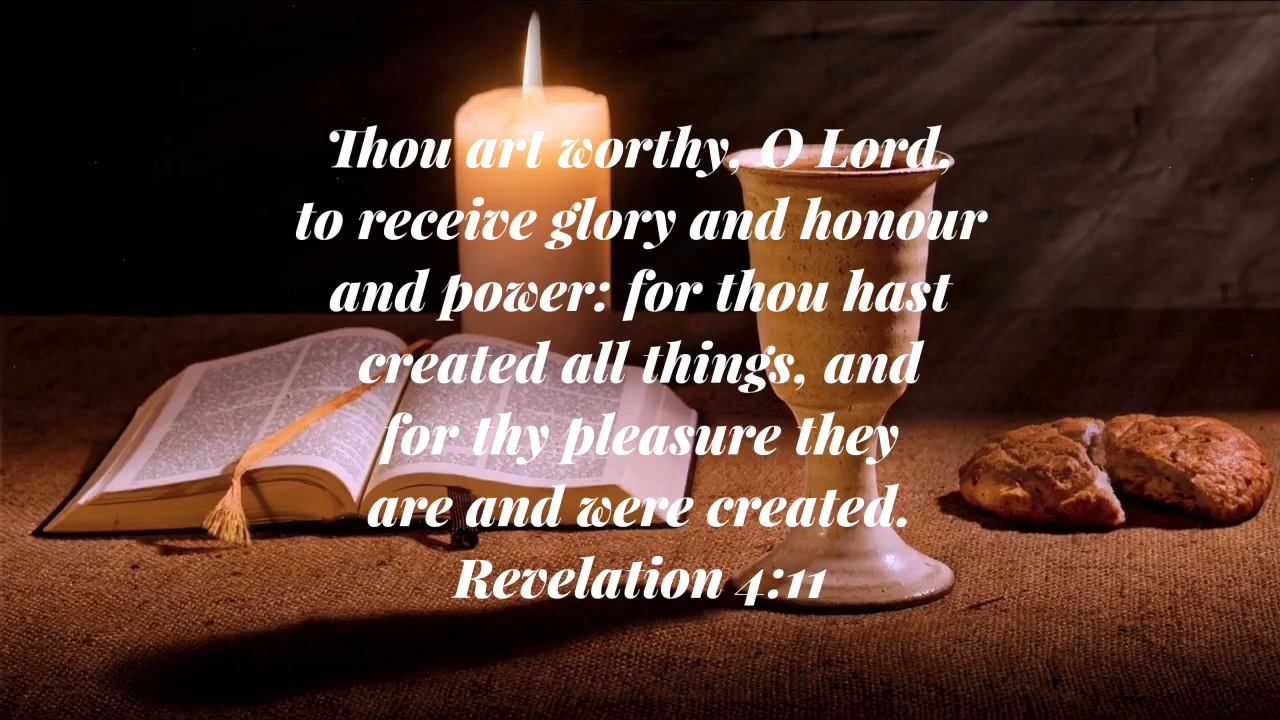 Thou art worthy, O Lord,
to receive glory and honour
and power: for thou hast
created all things, and
for thy pleasure they
are and were created.
Revelation 4:11